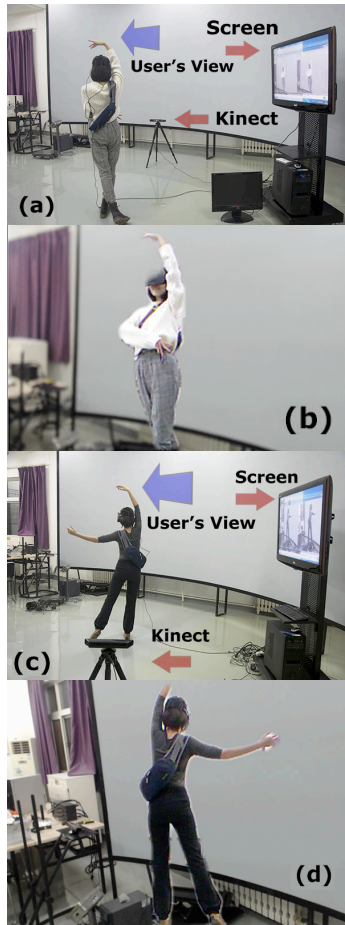 Screen
User's View
Kinect
(a)
(b)
Screen
User's View
Kinect
(c)
(d)